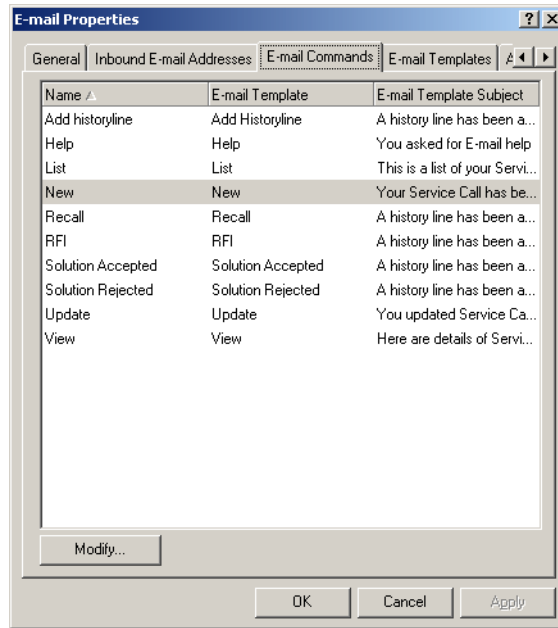 E-mail Properties
General Inbound E-mail Addresses E-mail Commands E-mail Templates A
Name E-mail Template E-mail Template Subject
Add historyline Add Historyline A history line has been a...
Help Help You asked for E-mail help
List List This is a list of your Servi...
New New Your Service Call has be...
Recall Recall A history line has been a...
RFI RFI A history line has been a...
Solution Accepted Solution Accepted A history line has been a...
Solution Rejected Solution Rejected A history line has been a...
Update Update You updated Service Ca...
View View Here are details of Servi...
Modify...
OK Cancel Apply